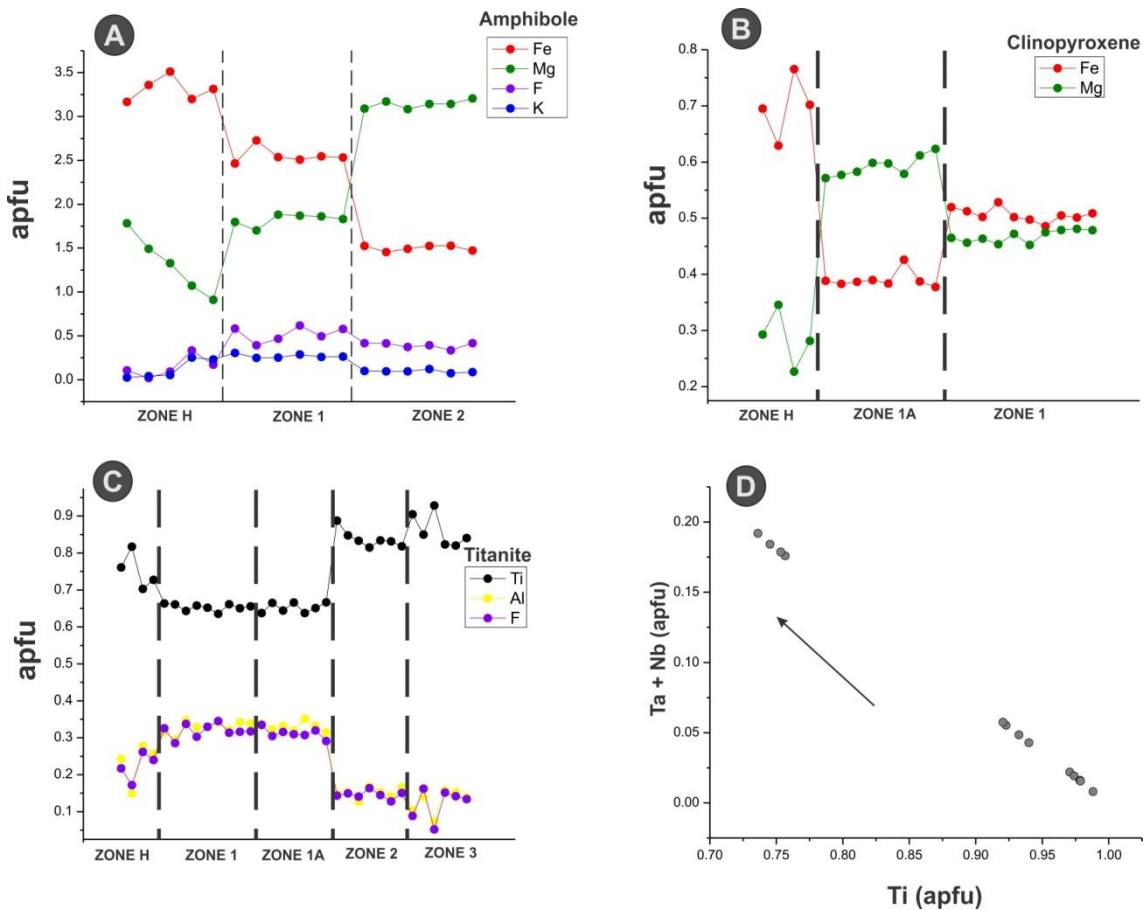 A
Amphibole
Fe
Mg
F
K
3.5
3.0
2.5
2.0
1.5
1.0
0.5
0.0
apfu
ZONE H ZONE 1 ZONE 2
B
Clinopyroxene
Fe
Mg
0.8
0.7
0.6
0.5
0.4
0.3
0.2
apfu
ZONE H ZONE 1A ZONE 1
C
Titanite
Ti
Al
F
0.9
0.8
0.7
0.6
0.5
0.4
0.3
0.2
0.1
apfu
ZONE H ZONE 1 ZONE 1A ZONE 2 ZONE 3
D
0.20
0.15
0.10
0.05
0.00
Ta + Nb (apfu)
0.70 0.75 0.80 0.85 0.90 0.95 1.00
Ti (apfu)